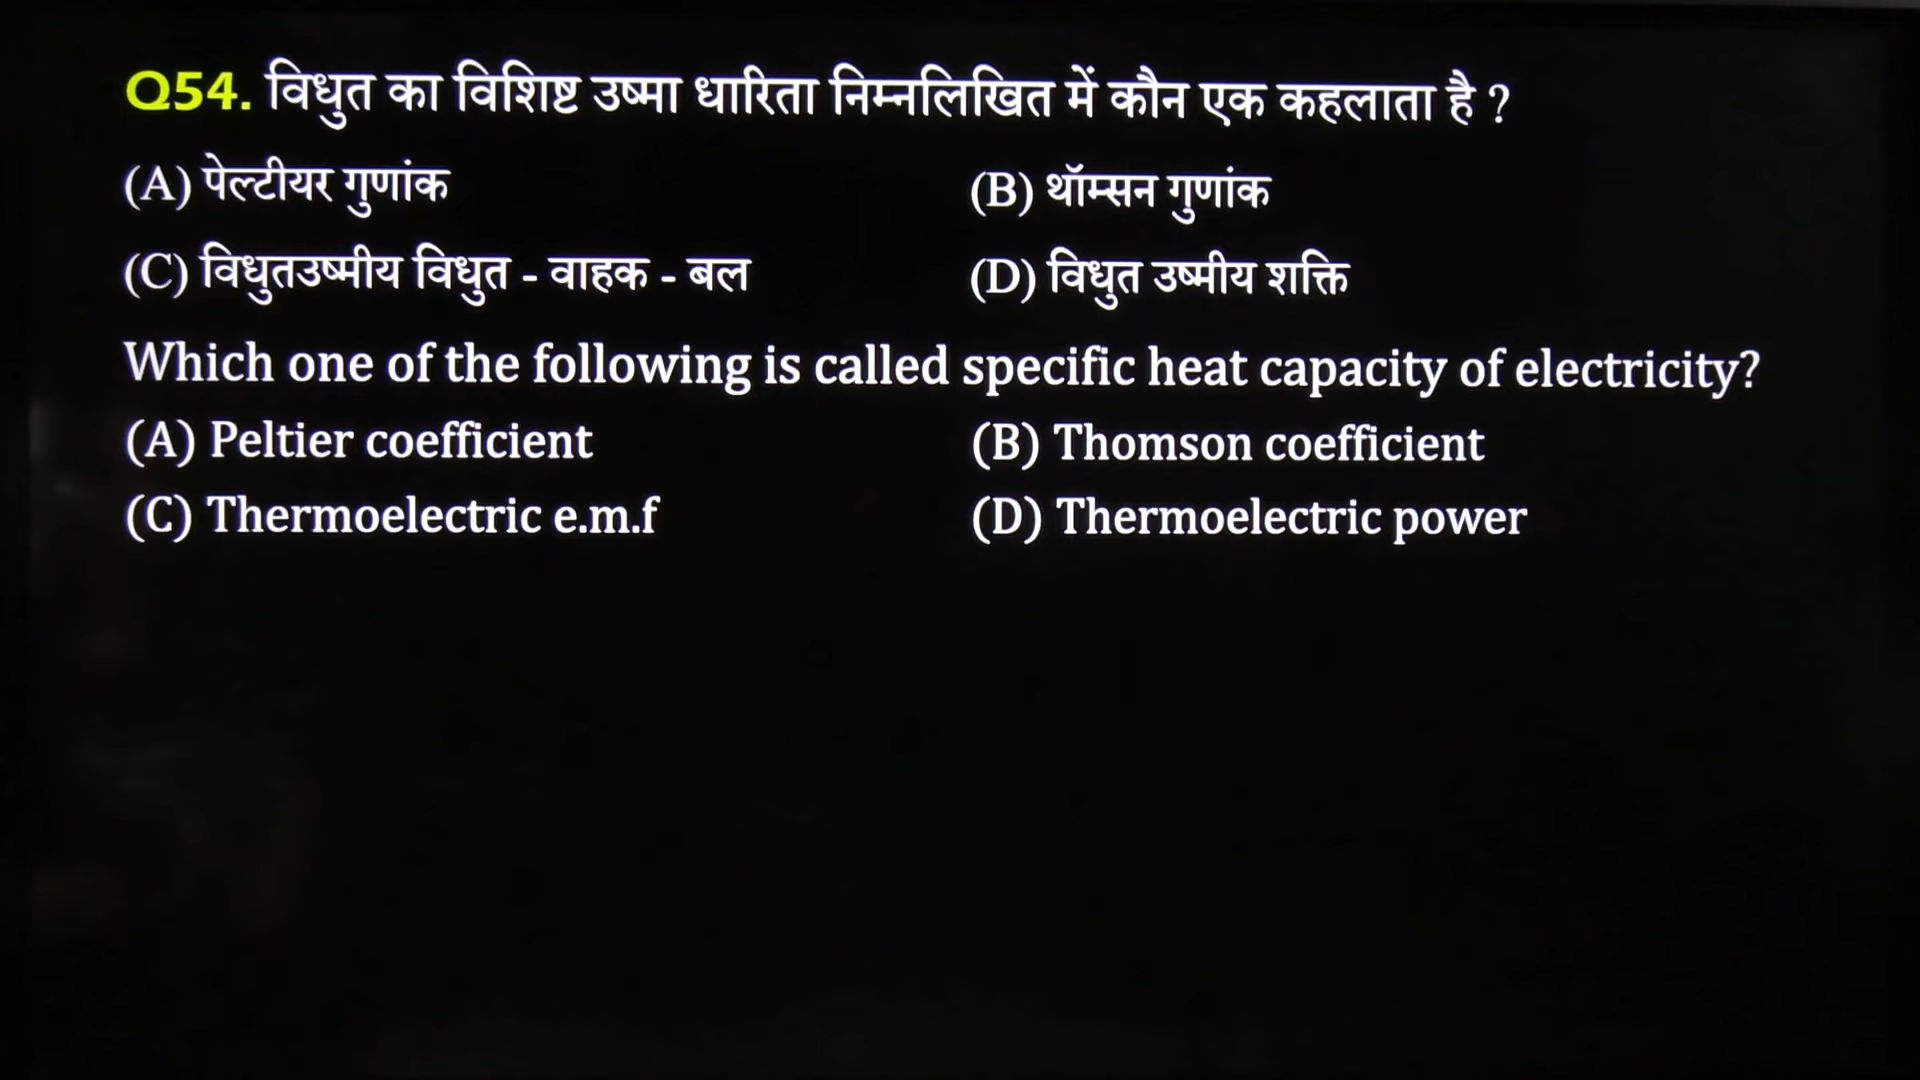 Q54. विधुत का विशिष्ट उष्मा धारिता निम्नलिखित में कौन एक कहलाता है ?
(A) पेल्टीयर गुणांक (B) थॉम्सन गुणांक
(C) विधुतउष्मीय विधुत - वाहक - बल (D) विधुत उष्मीय शक्ति
Which one of the following is called specific heat capacity of electricity?
(A) Peltier coefficient (B) Thomson coefficient
(C) Thermoelectric e.m.f (D) Thermoelectric power